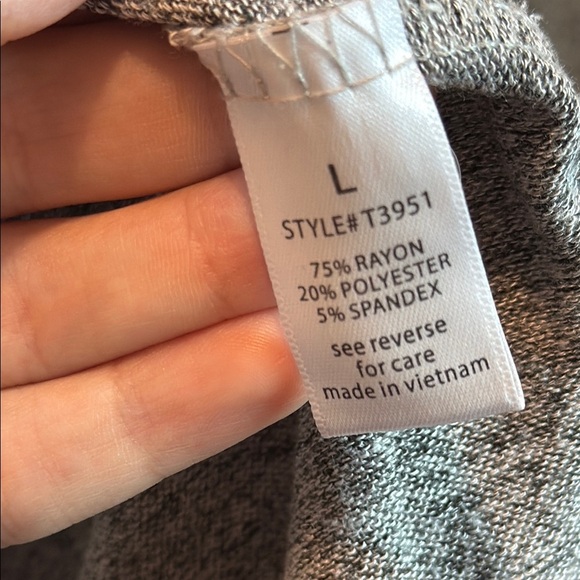 L
STYLE# T3951
75% RAYON
20% POLYESTER
5% SPANDEX
see reverse
for care
made in vietnam